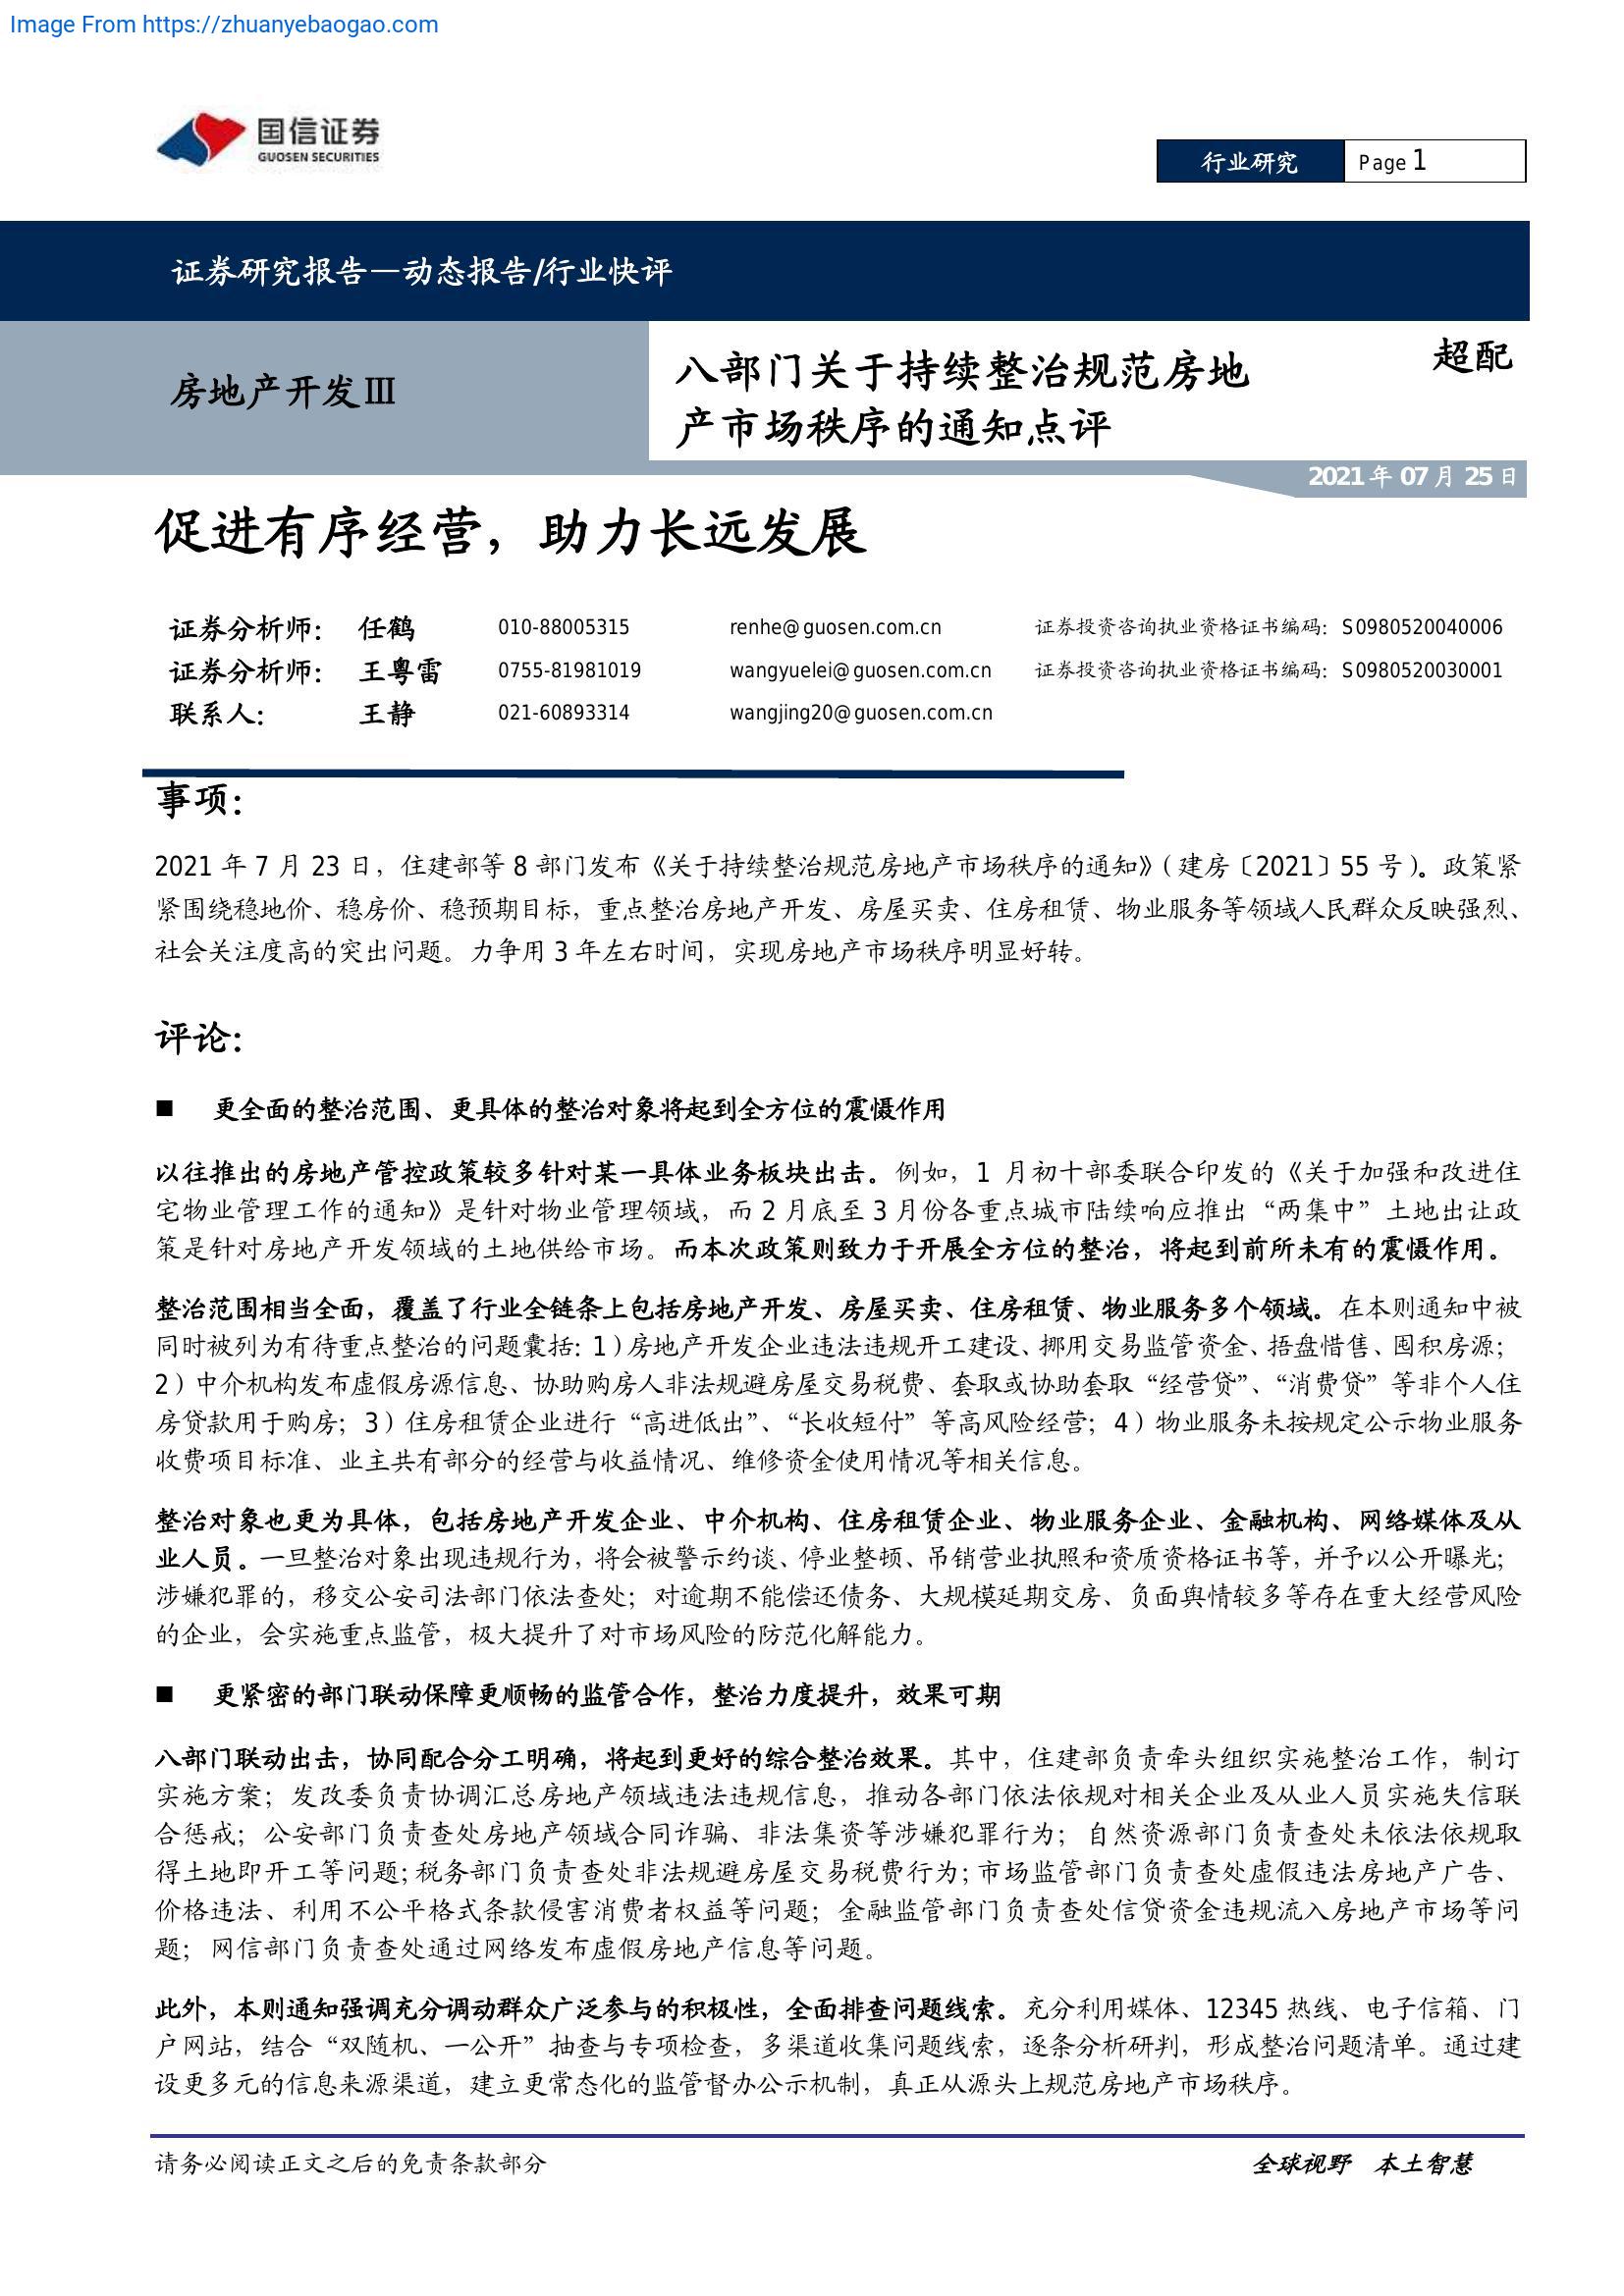 Image From https://zhuanyebaogao.com
国信证券
GUOSEN SECURITIES
行业研究 Page 1
证券研究报告—动态报告/行业快评
房地产开发Ⅲ
八部门关于持续整治规范房地
产市场秩序的通知点评
超配
2021 年 07 月 25 日
促进有序经营，助力长远发展
证券分析师： 任鹤 010-88005315 renhe@guosen.com.cn 证券投资咨询执业资格证书编码：S0980520040006
证券分析师： 王粤雷 0755-81981019 wangyuelei@guosen.com.cn 证券投资咨询执业资格证书编码：S0980520030001
联系人： 王静 021-60893314 wangjing20@guosen.com.cn
事项：
2021 年 7 月 23 日，住建部等 8 部门发布《关于持续整治规范房地产市场秩序的通知》（建房〔2021〕55 号）。政策紧
紧围绕稳地价、稳房价、稳预期目标，重点整治房地产开发、房屋买卖、住房租赁、物业服务等领域人民群众反映强烈、
社会关注度高的突出问题。力争用 3 年左右时间，实现房地产市场秩序明显好转。
评论：
■ 更全面的整治范围、更具体的整治对象将起到全方位的震慑作用
以往推出的房地产管控政策较多针对某一具体业务板块出击。例如，1 月初十部委联合印发的《关于加强和改进住
宅物业管理工作的通知》是针对物业管理领域，而 2 月底至 3 月份各重点城市陆续响应推出“两集中”土地出让政
策是针对房地产开发领域的土地供给市场。而本次政策则致力于开展全方位的整治，将起到前所未有的震慑作用。
整治范围相当全面，覆盖了行业全链条上包括房地产开发、房屋买卖、住房租赁、物业服务多个领域。在本则通知中被
同时被列为有待重点整治的问题囊括：1）房地产开发企业违法违规开工建设、挪用交易监管资金、捂盘惜售、囤积房源；
2）中介机构发布虚假房源信息、协助购房人非法规避房屋交易税费、套取或协助套取“经营贷”、“消费贷”等非个人住
房贷款用于购房；3）住房租赁企业进行“高进低出”、“长收短付”等高风险经营；4）物业服务未按规定公示物业服务
收费项目标准、业主共有部分的经营与收益情况、维修资金使用情况等相关信息。
整治对象也更为具体，包括房地产开发企业、中介机构、住房租赁企业、物业服务企业、金融机构、网络媒体及从
业人员。一旦整治对象出现违规行为，将会被警示约谈、停业整顿、吊销营业执照和资质资格证书等，并予以公开曝光；
涉嫌犯罪的，移交公安司法部门依法查处；对逾期不能偿还债务、大规模延期交房、负面舆情较多等存在重大经营风险
的企业，会实施重点监管，极大提升了对市场风险的防范化解能力。
■ 更紧密的部门联动保障更顺畅的监管合作，整治力度提升，效果可期
八部门联动出击，协同配合分工明确，将起到更好的综合整治效果。其中，住建部负责牵头组织实施整治工作，制订
实施方案；发改委负责协调汇总房地产领域违法违规信息，推动各部门依法依规对相关企业及从业人员实施失信联
合惩戒；公安部门负责查处房地产领域合同诈骗、非法集资等涉嫌犯罪行为；自然资源部门负责查处未依法依规取
得土地即开工等问题；税务部门负责查处非法规避房屋交易税费行为；市场监管部门负责查处虚假违法房地产广告、
价格违法、利用不公平格式条款侵害消费者权益等问题；金融监管部门负责查处信贷资金违规流入房地产市场等问
题；网信部门负责查处通过网络发布虚假房地产信息等问题。
此外，本则通知强调充分调动群众广泛参与的积极性，全面排查问题线索。充分利用媒体、12345 热线、电子信箱、门
户网站，结合“双随机、一公开”抽查与专项检查，多渠道收集问题线索，逐条分析研判，形成整治问题清单。通过建
设更多元的信息来源渠道，建立更常态化的监管督办公示机制，真正从源头上规范房地产市场秩序。
请务必阅读正文之后的免责条款部分 全球视野 本土智慧